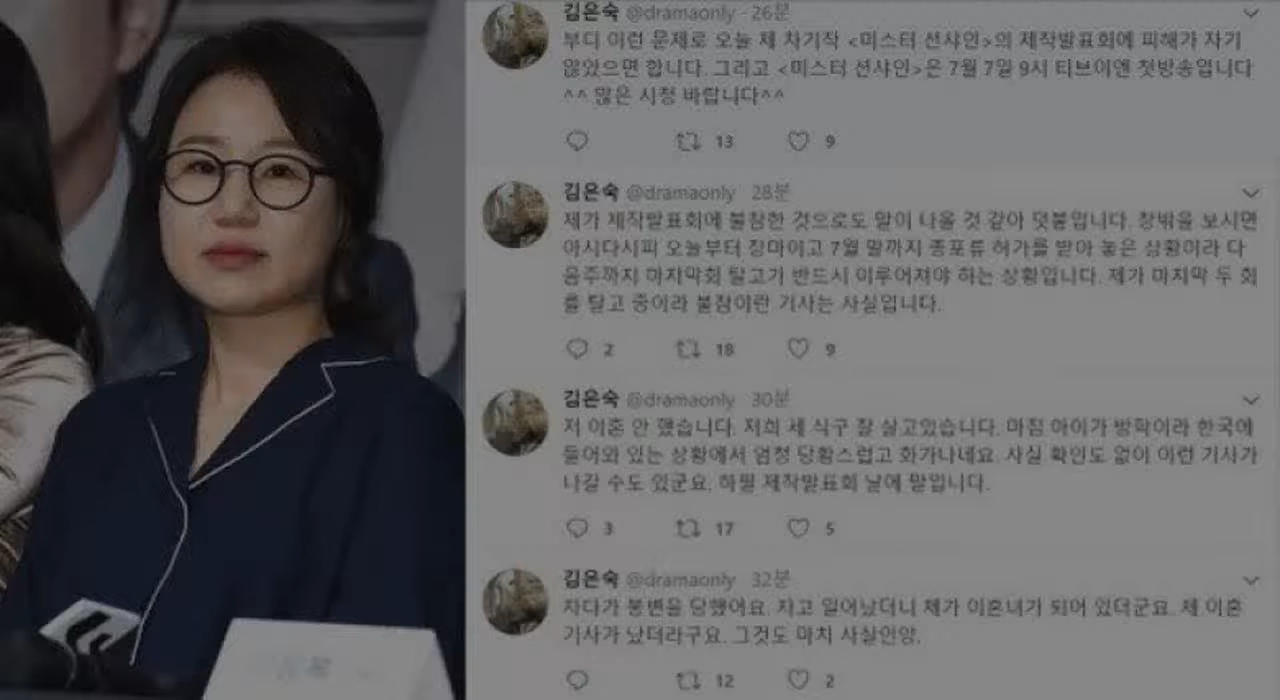 김은숙 @dramaonly · 26분
부디 이런 문제로 오늘 제 차기작 <미스터 션샤인>의 제작발표회에 피해가 자기
않았으면 합니다. 그리고 <미스터 션샤인>은 7월 7일 9시 티브이엔 첫방송입니다
^^ 많은 시청 바랍니다^^
13 9
김은숙 @dramaonly · 28분
제가 제작발표회에 불참한 것으로도 말이 나올 것 같아 덧붙입니다. 창밖을 보시면
아시다시피 오늘부터 장마이고 7월 말까지 총포류 허가를 받아 놓은 상황이라 다
음주까지 마지막회 탈고가 반드시 이루어져야 하는 상황입니다. 제가 마지막 두 회
를 탈고 중이라 불참이란 기사는 사실입니다.
2 18 9
김은숙 @dramaonly · 30분
저 이혼 안 했습니다. 저희 세 식구 잘 살고있습니다. 마침 아이가 방학이라 한국에
들어와 있는 상황에서 엄청 당황스럽고 화가나네요. 사실 확인도 없이 이런 기사가
나갈 수도 있군요. 하필 제작발표회 날에 말입니다.
3 17 5
김은숙 @dramaonly · 32분
자다가 봉변을 당했어요. 자고 일어났더니 제가 이혼녀가 되어 있더군요. 제 이혼
기사가 났더라구요. 그것도 마치 사실인양.
12 2